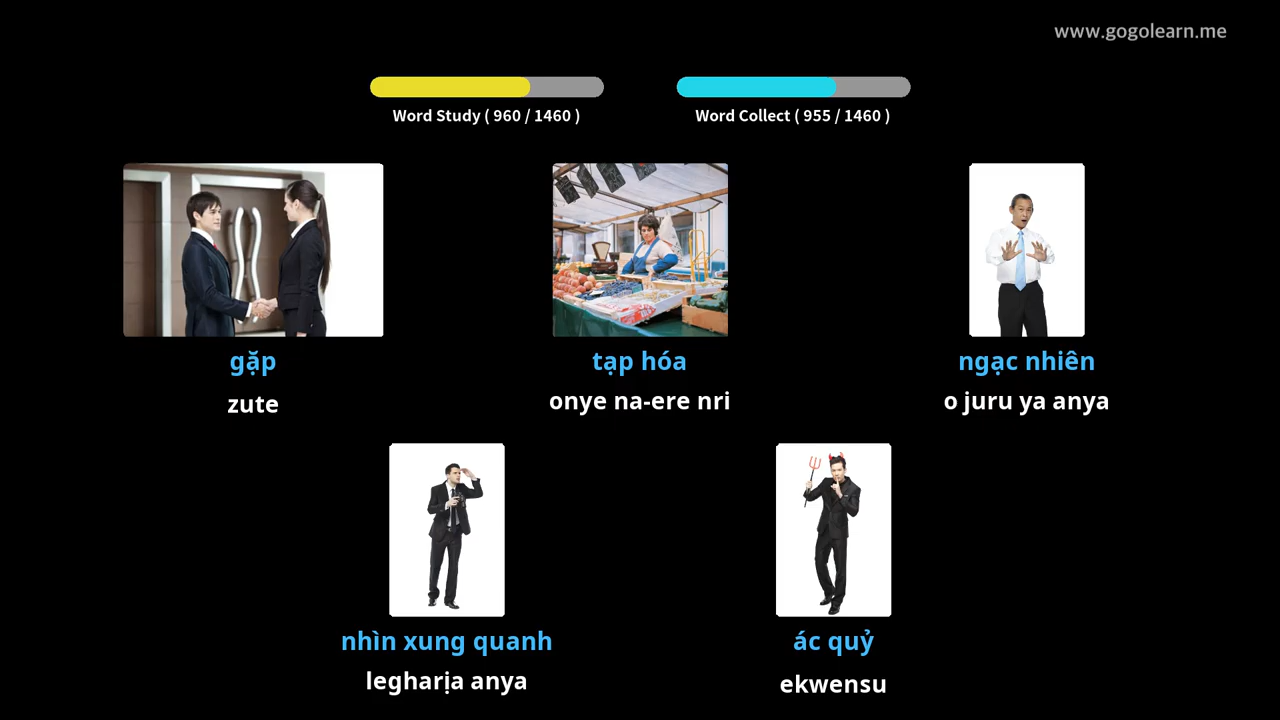 www.gogolearn.me
Word Study ( 960 / 1460 )
Word Collect ( 955 / 1460 )
gặp
zute
tạp hóa
onye na-ere nri
ngạc nhiên
o juru ya anya
nhìn xung quanh
legharịa anya
ác quỷ
ekwensu